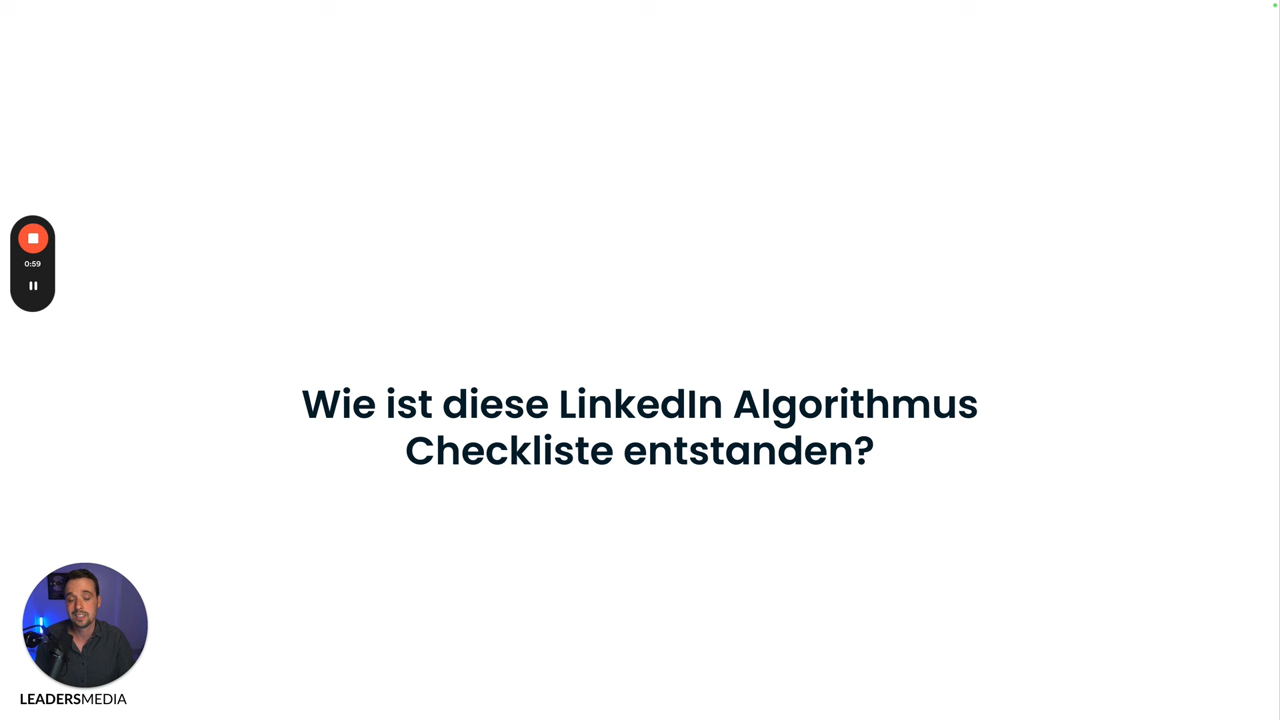 0:59
Wie ist diese LinkedIn Algorithmus
Checkliste entstanden?
LEADERSMEDIA